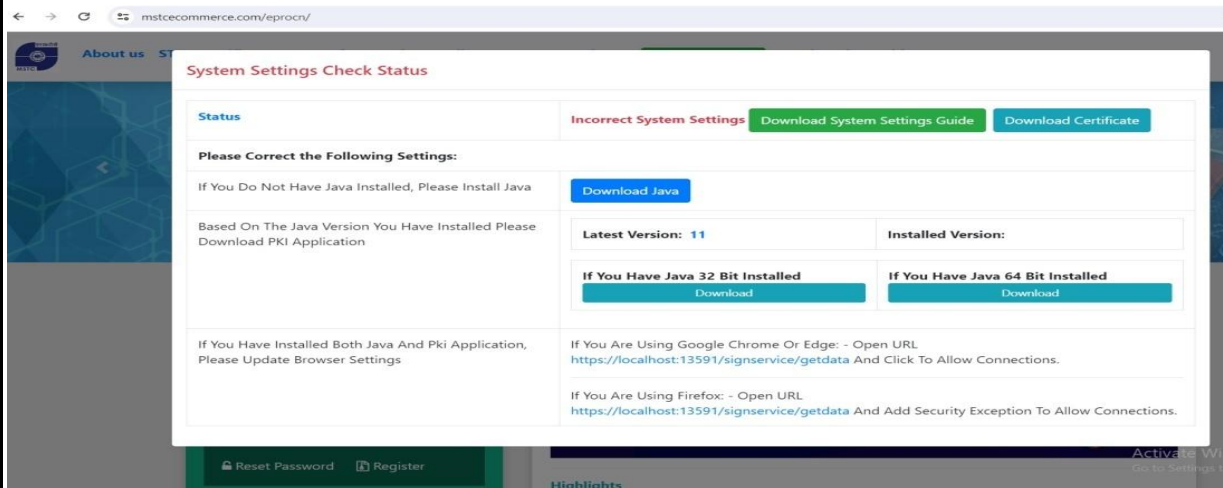 mstcecommerce.com/eprocn/
MSTC
About us ST
System Settings Check Status
Status
Incorrect System Settings Download System Settings Guide Download Certificate
Please Correct the Following Settings:
If You Do Not Have Java Installed, Please Install Java
Download Java
Based On The Java Version You Have Installed Please
Download PKI Application
Latest Version: 11
Installed Version:
If You Have Java 32 Bit Installed
Download
If You Have Java 64 Bit Installed
Download
If You Have Installed Both Java And Pki Application,
Please Update Browser Settings
If You Are Using Google Chrome Or Edge: - Open URL
https://localhost:13591/signservice/getdata And Click To Allow Connections.
If You Are Using Firefox: - Open URL
https://localhost:13591/signservice/getdata And Add Security Exception To Allow Connections.
Reset Password Register
Activate Wi
Go to Settings t
Highlights